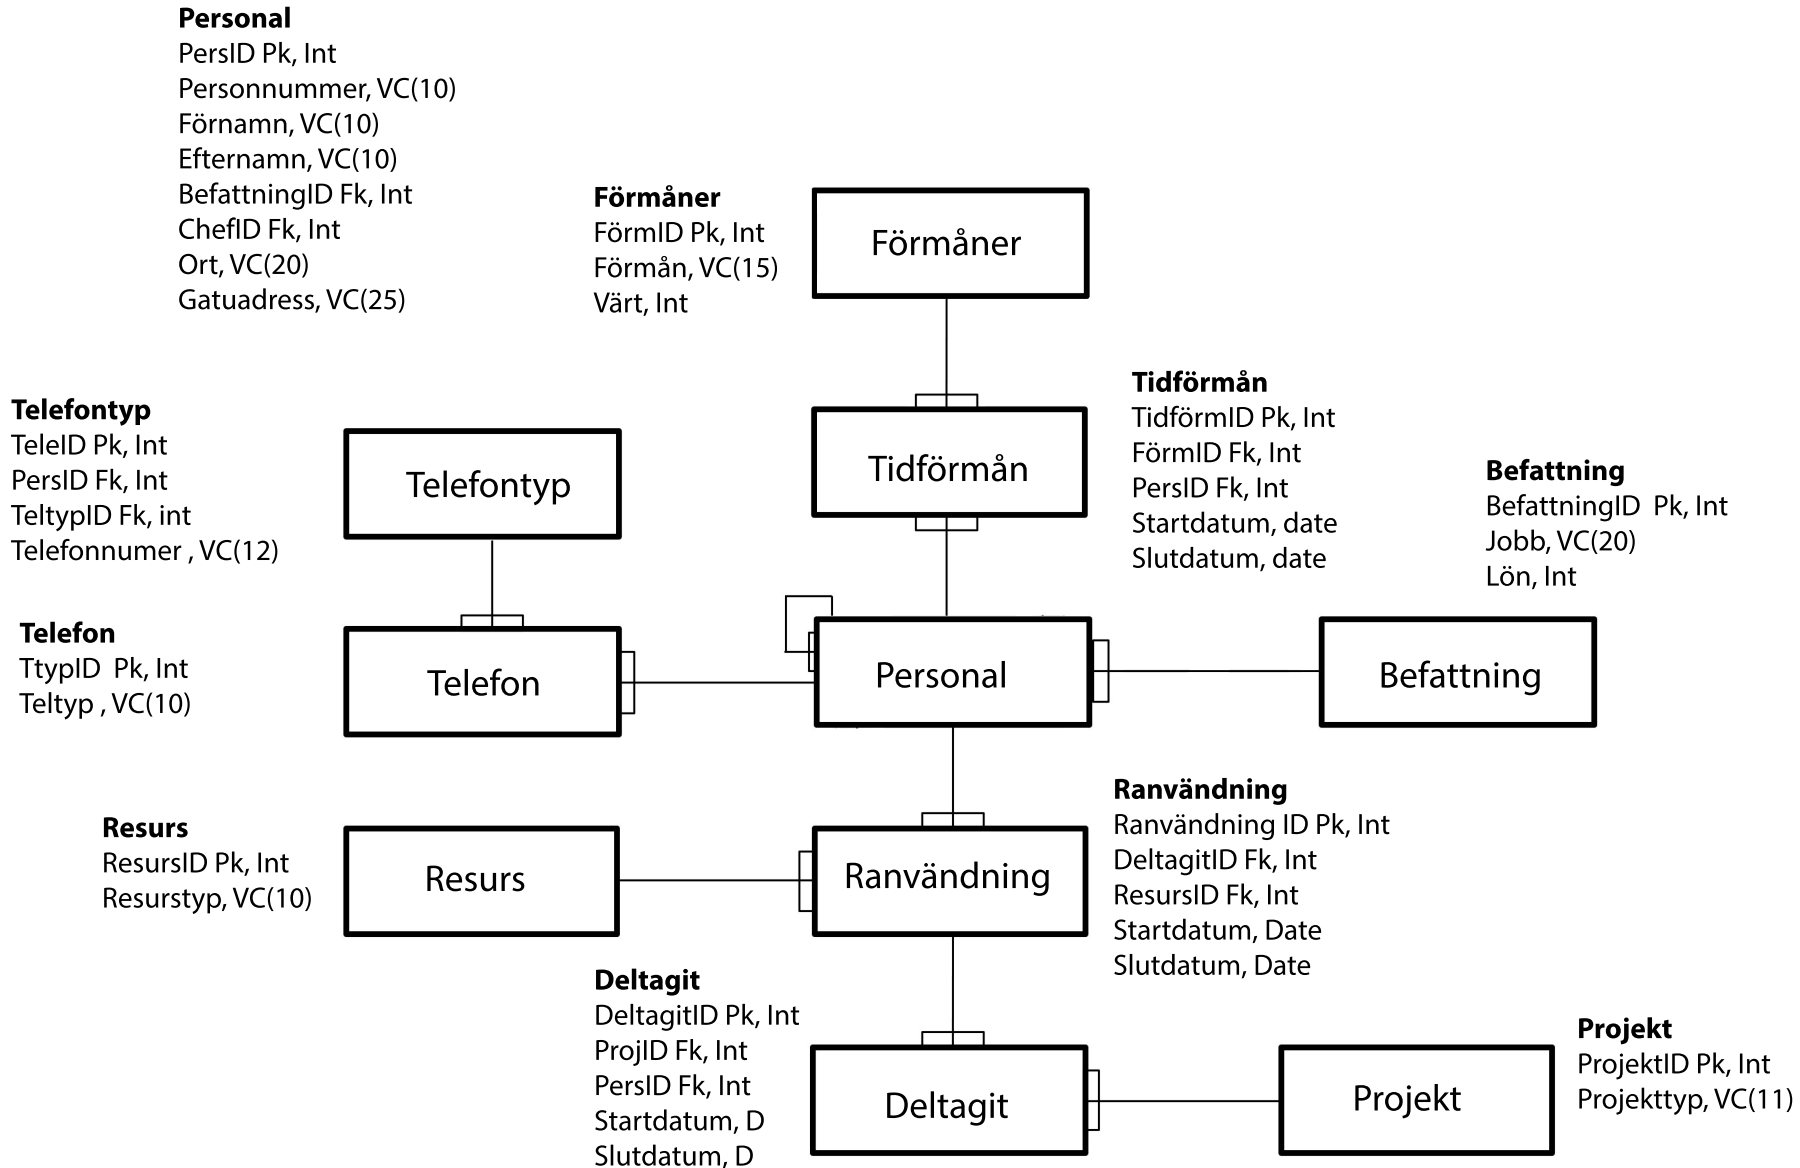 Personal
PersID Pk, Int
Personnummer, VC(10)
Förnamn, VC(10)
Efternamn, VC(10)
BefattningID Fk, Int
ChefID Fk, Int
Ort, VC(20)
Gatuadress, VC(25)
Förmåner
FörmID Pk, Int
Förmån, VC(15)
Värt, Int
Förmåner
Tidförmån
TidförmID Pk, Int
FörmID Fk, Int
PersID Fk, Int
Startdatum, date
Slutdatum, date
Telefontyp
TeleID Pk, Int
PersID Fk, Int
TeltypID Fk, int
Telefonnumer , VC(12)
Telefontyp
Tidförmån
Befattning
BefattningID  Pk, Int
Jobb, VC(20)
Lön, Int
Telefon
TtypID  Pk, Int
Teltyp , VC(10)
Telefon
Personal
Befattning
Resurs
ResursID Pk, Int
Resurstyp, VC(10)
Resurs
Ranvändning
Ranvändning
Ranvändning ID Pk, Int
DeltagitID Fk, Int
ResursID Fk, Int
Startdatum, Date
Slutdatum, Date
Deltagit
DeltagitID Pk, Int
ProjID Fk, Int
PersID Fk, Int
Startdatum, D
Slutdatum, D
Deltagit
Projekt
Projekt
ProjektID Pk, Int
Projekttyp, VC(11)